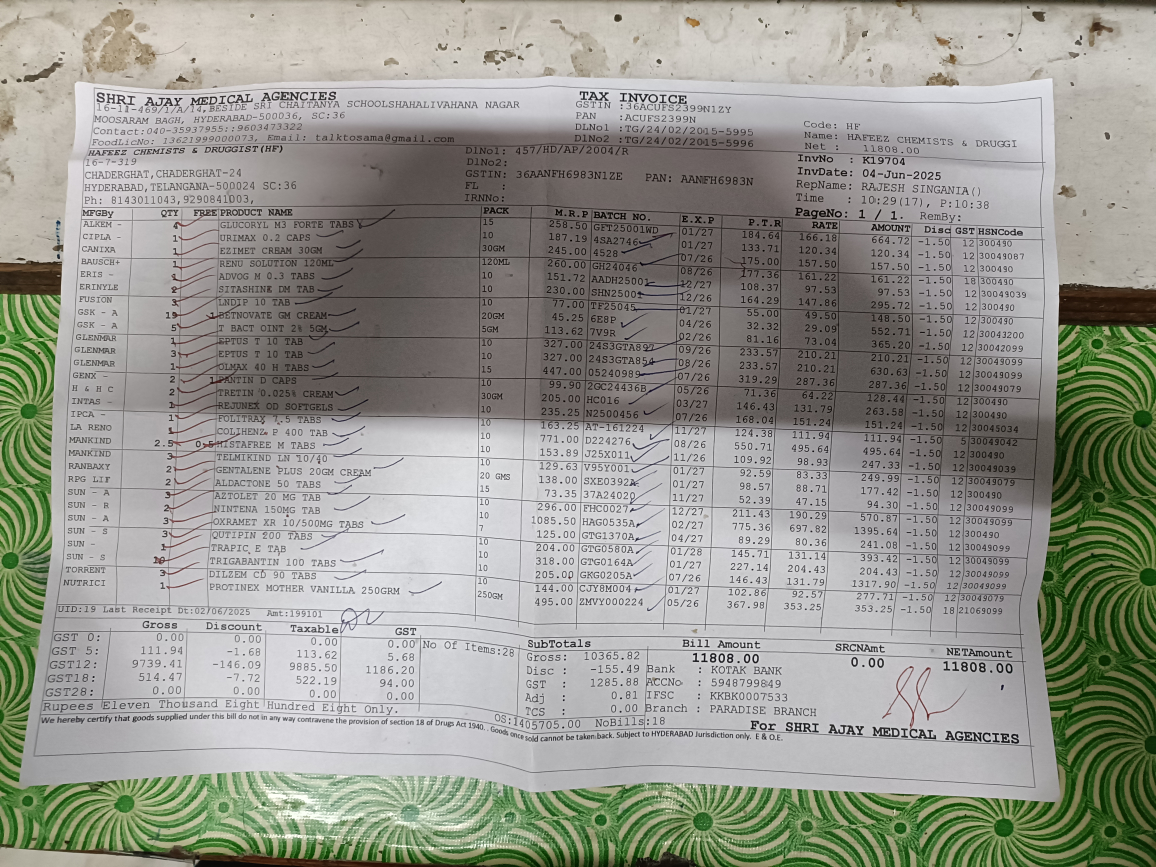 SHRI AJAY MEDICAL AGENCIES
16-11-469/1/A/14,BESIDE SRI CHAITANYA SCHOOLSHAHALIVAHANA NAGAR
MOOSARAM BAGH, HYDERABAD-500036, SC:36
Contact:040-35937955::9603473322
FoodLicNo: 13621999000073, Email: talktosama@gmail.com
TAX INVOICE
GSTIN :36ACUFS2399N1ZY
PAN :ACUFS2399N
DLNo1 :TG/24/02/2015-5995
DlNo2 :TG/24/02/2015-5996
Code: HF
Name: HAFEEZ CHEMISTS & DRUGGI
Net : 11808.00
HAFEEZ CHEMISTS & DRUGGIST(HF)
16-7-319
CHADERGHAT,CHADERGHAT-24
HYDERABAD,TELANGANA-500024 SC:36
Ph: 8143011043,9290841003,
DlNo1: 457/HD/AP/2004/R
DlNo2:
GSTIN: 36AANFH6983N1ZE PAN: AANFH6983N
FL :
IRNNo:
InvNo : K19704
InvDate: 04-Jun-2025
RepName: RAJESH SINGANIA()
Time : 10:29(17), P:10:38
PageNo: 1 / 1. RemBy:
MFGBy QTY FREE PRODUCT NAME PACK M.R.P BATCH NO. E.X.P P.T.R RATE AMOUNT Disc GST HSNCode
ALKEM - 4 GLUCORYL M3 FORTE TABS 15 258.50 GFT25001WD 01/27 184.64 166.18 664.72 -1.50 12 300490
CIPLA - 1 URIMAX 0.2 CAPS 10 187.19 4SA2746 01/27 133.71 120.34 120.34 -1.50 12 30049087
CANIXA 1 EZIMET CREAM 30GM 30GM 245.00 4528 07/26 175.00 157.50 157.50 -1.50 12 300490
BAUSCH+ 1 RENU SOLUTION 120ML 120ML 260.00 GH24046 08/26 177.36 161.22 161.22 -1.50 18 300490
ERIS - 1 ADVOG M 0.3 TABS 10 151.72 AADH25001 12/27 108.37 97.53 97.53 -1.50 12 30049039
ERINYLE 2 SITASHINE DM TAB 10 230.00 SHN25001 12/26 164.29 147.86 295.72 -1.50
FUSION 3 LNDIP 10 TAB 10 77.00 TF25045 01/27 55.00 49.50 148.50 -1.50 12 300490
GSK - A 19 1 BETNOVATE GM CREAM 20GM 45.25 6E8P 04/26 32.32 29.09 552.71 -1.50 12 30043200
GSK - A 5 T BACT OINT 2% 5GM 5GM 113.62 7V9R 02/26 81.16 73.04 365.20 -1.50 12 30042099
GLENMAR 1 EPTUS T 10 TAB 10 327.00 24S3GTA897 09/26 233.57 210.21 210.21 -1.50 12 30049099
GLENMAR 3 EPTUS T 10 TAB 10 327.00 24S3GTA854 08/26 233.57 210.21 630.63 -1.50
GLENMAR 1 OLMAX 40 H TABS 15 447.00 05240989 07/26 319.29 287.36 287.36 -1.50 12 30049079
GENX - 2 1 PANTIN D CAPS 10 99.90 2GC24436B 05/26 71.36 64.22 128.44 -1.50 12 300490
H & H C 2 TRETIN 0.025% CREAM 30GM 205.00 HC016 03/27 146.43 131.79 263.58 -1.50 12 300490
INTAS - 1 REJUNEX OD SOFTGELS 10 235.25 N2500456 07/26 168.04 151.24 151.24 -1.50 12 30045034
IPCA - 1 FOLITRAX 7.5 TABS 10 163.25 AT-161224 11/27 124.38 111.94 111.94 -1.50 5 30049042
LA RENO 1 COLIHENZ P 400 TAB 10 771.00 D224276 08/26 550.71 495.64 495.64 -1.50 12 300490
MANKIND 2.5 0.5 HISTAFREE M TABS 10 153.89 J25X011 11/26 109.92 98.93 247.33 -1.50 12 30049039
MANKIND 3 TELMIKIND LN 10/40 10 129.63 V95Y001 01/27 92.59 83.33 249.99 -1.50 12 30049079
RANBAXY 2 GENTALENE PLUS 20GM CREAM 20 GMS 138.00 SXE0392A 01/27 98.57 88.71 177.42 -1.50 12 300490
RPG LIF 2 ALDACTONE 50 TABS 15 73.35 37A24020 11/27 52.39 47.15 94.30 -1.50 12 30049099
SUN - A 3 AZTOLET 20 MG TAB 10 296.00 FHC0027 12/27 211.43 190.29 570.87 -1.50
SUN - R 2 NINTENA 150MG TAB 10 1085.50 HAG0535A 02/27 775.36 697.82 1395.64 -1.50
SUN - A 3 OXRAMET XR 10/500MG TABS 7 125.00 GTG1370A 04/27 89.29 80.36 241.08 -1.50 12 30049099
SUN - S 3 QUTIPIN 200 TABS 10 204.00 GTG0580A 01/28 145.71 131.14 393.42 -1.50
SUN - 1 TRAPIC E TAB 10 318.00 GTG0164A 227.14 204.43 204.43 -1.50 12 30049099
SUN - S 10 TRIGABANTIN 100 TABS 10 205.00 GKG0205A 07/26 146.43 131.79 1317.90 -1.50
TORRENT 3 DILZEM CD 90 TABS 10 144.00 CJY8M004 01/27 102.86 92.57 277.71 -1.50 12 30049079
NUTRICI 1 PROTINEX MOTHER VANILLA 250GRM 250GM 495.00 ZMVY000224 05/26 367.98 353.25 353.25 -1.50 18 21069099
UID:19 Last Receipt Dt:02/06/2025 Amt:199101
Gross Discount Taxable GST
GST 0: 0.00 0.00 0.00 0.00
GST 5: 111.94 -1.68 113.62 5.68
GST12: 9739.41 -146.09 9885.50 1186.20
GST18: 514.47 -7.72 522.19 94.00
GST28: 0.00 0.00 0.00 0.00
No Of Items:28
SubTotals Bill Amount SRCNAmt NETAmount
Gross: 10365.82 11808.00 0.00 11808.00
Disc : -155.49 Bank : KOTAK BANK
GST : 1285.88 ACCNo : 5948799849
Adj : 0.81 IFSC : KKBK0007533
TCS : 0.00 Branch : PARADISE BRANCH
Rupees Eleven Thousand Eight Hundred Eight Only.
OS:1405705.00 NoBills:18
For SHRI AJAY MEDICAL AGENCIES
We hereby certify that goods supplied under this bill do not in any way contravene the provision of section 18 of Drugs Act 1940. . Goods once sold cannot be taken back. Subject to HYDERABAD Jurisdiction only. E & O.E.